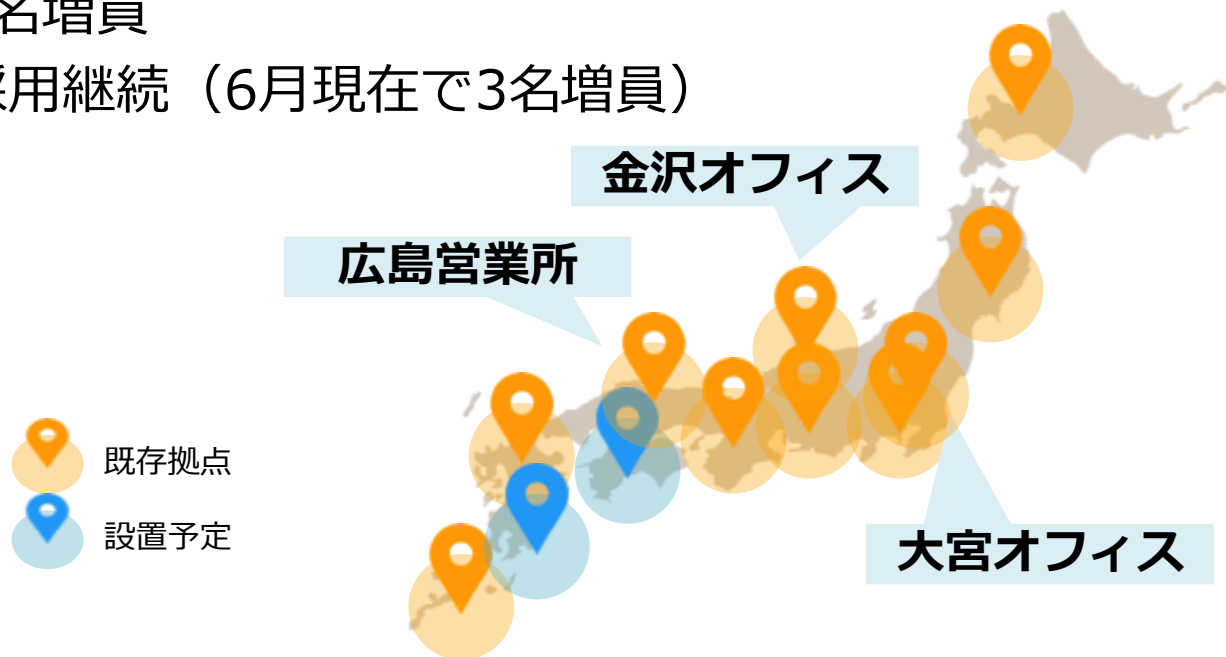 名増員
採用継続（6月現在で3名増員）
金沢オフィス
広島営業所
既存拠点
設置予定
大宮オフィス